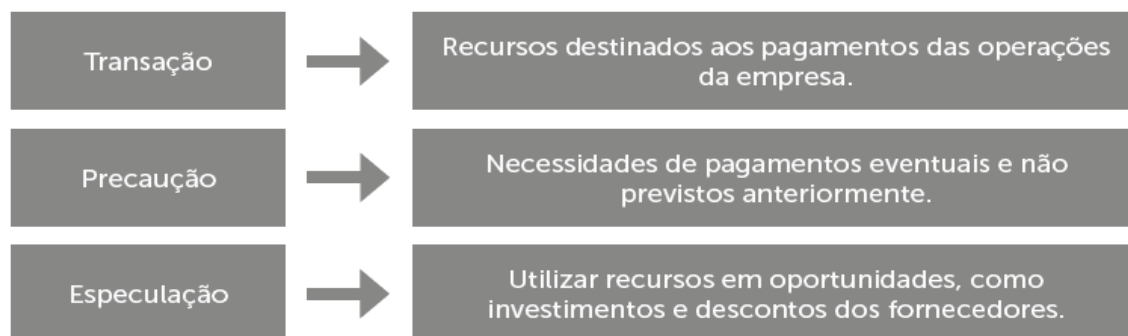 Transação
Recursos destinados aos pagamentos das operações
da empresa.
Precaução
Necessidades de pagamentos eventuais e não
previstos anteriormente.
Especulação
Utilizar recursos em oportunidades, como
investimentos e descontos dos fornecedores.